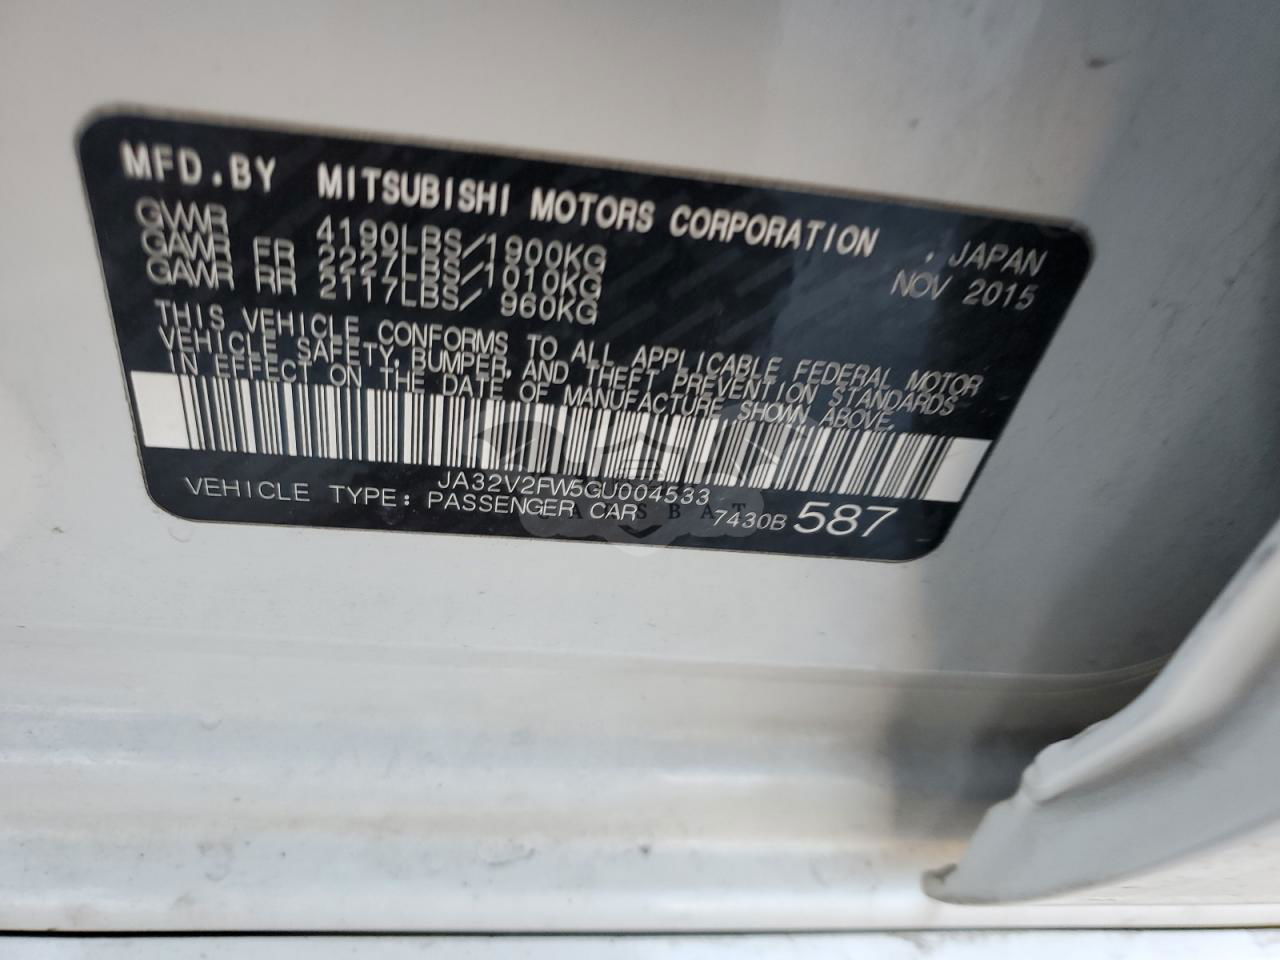 MFD.BY MITSUBISHI MOTORS CORPORATION , JAPAN
GVWR 4190LBS/1900KG NOV 2015
GAWR FR 2227LBS/1010KG
GAWR RR 2117LBS/ 960KG
THIS VEHICLE CONFORMS TO ALL APPLICABLE FEDERAL MOTOR
VEHICLE SAFETY, BUMPER, AND THEFT PREVENTION STANDARDS
IN EFFECT ON THE DATE OF MANUFACTURE SHOWN ABOVE.
JA32V2FW5GU004533
VEHICLE TYPE: PASSENGER CAR 7430B 587